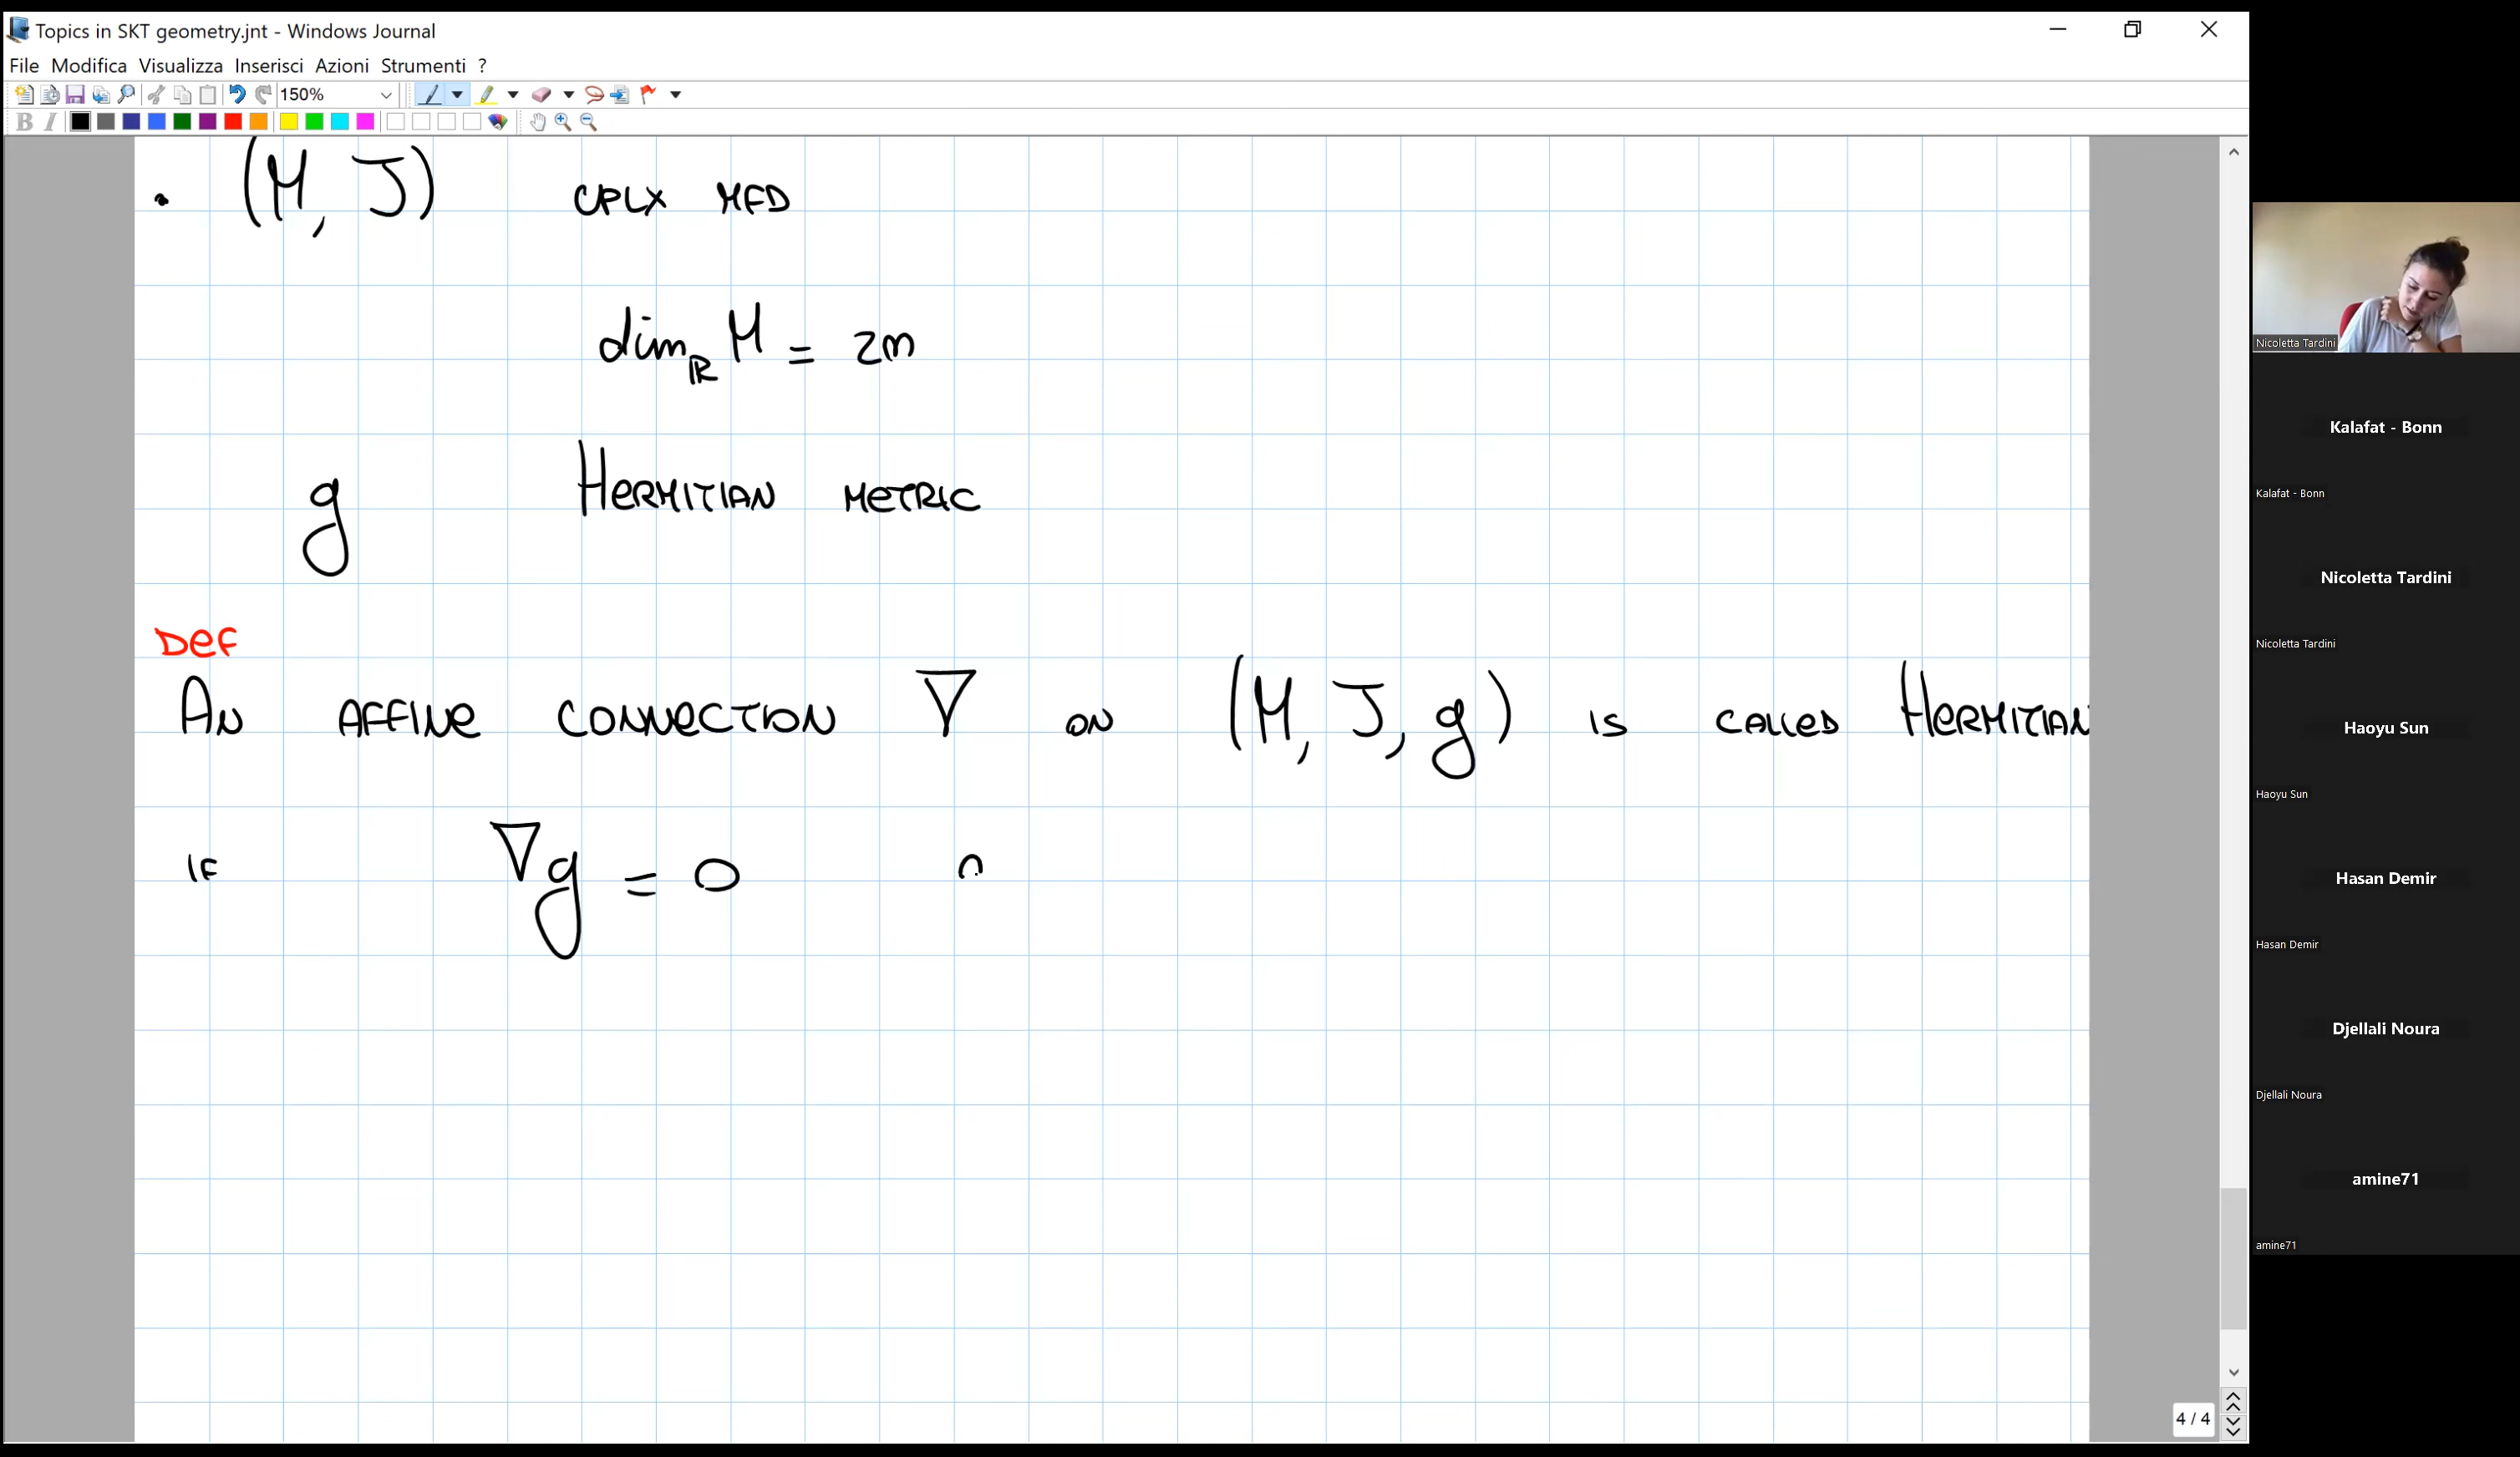 Topics in SKT geometry.jnt - Windows Journal
File Modifica Visualizza Inserisci Azioni Strumenti ?
150%
B I
• (M, J) CPLX MFD
dim_ℝ M = 2n
g HERMITIAN METRIC
Def
AN AFFINE CONNECTION ∇ ON (M, J, g) IS CALLED HERMITIAN
IF ∇g = 0
4 / 4
Nicoletta Tardini
Kalafat - Bonn
Kalafat - Bonn
Nicoletta Tardini
Nicoletta Tardini
Haoyu Sun
Haoyu Sun
Hasan Demir
Hasan Demir
Djellali Noura
Djellali Noura
amine71
amine71